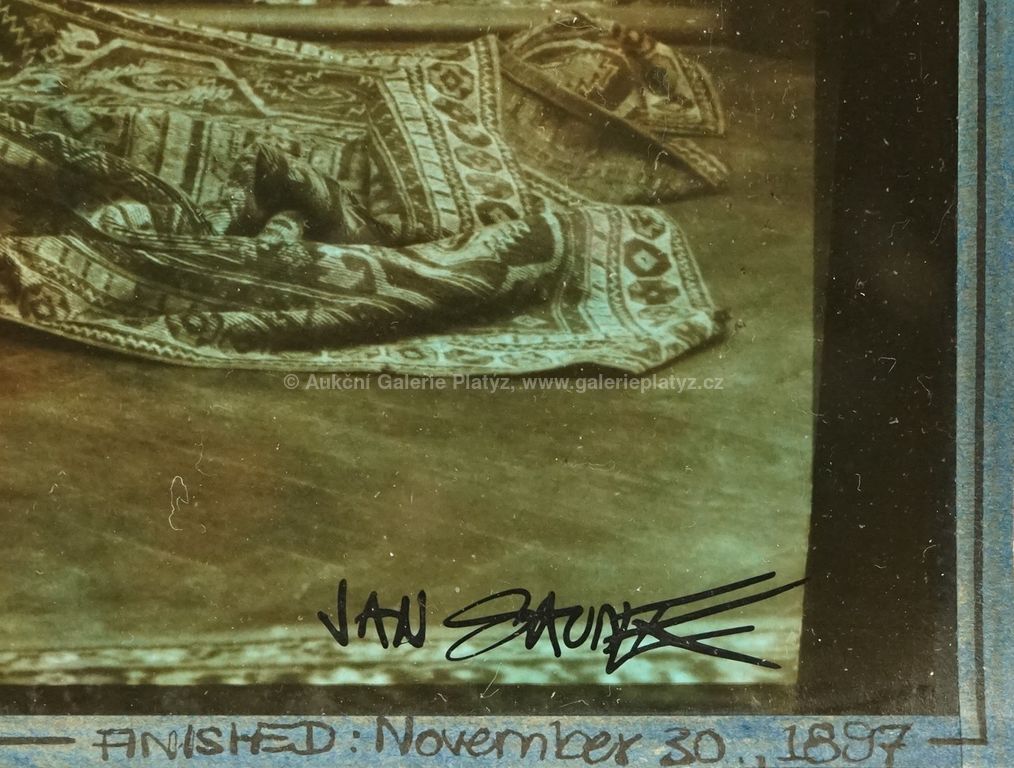 © Aukční Galerie Platyz, www.galerieplatyz.cz
JAN SAUDEK
FINISHED: November 30., 1897